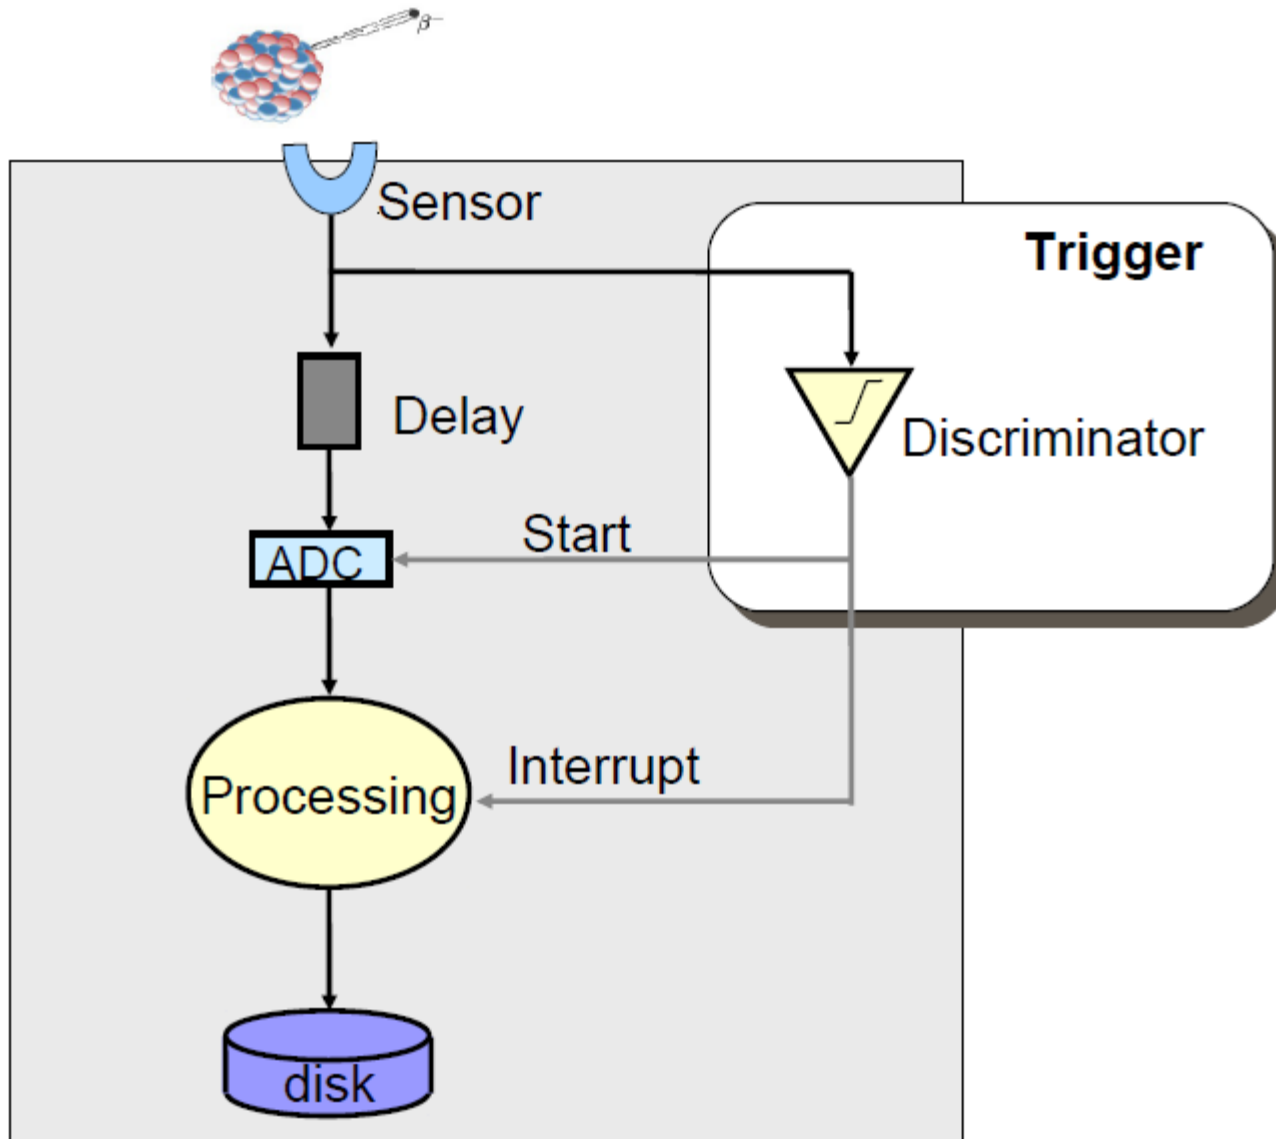 β−
Sensor
Trigger
Delay
Discriminator
Start
ADC
Interrupt
Processing
disk